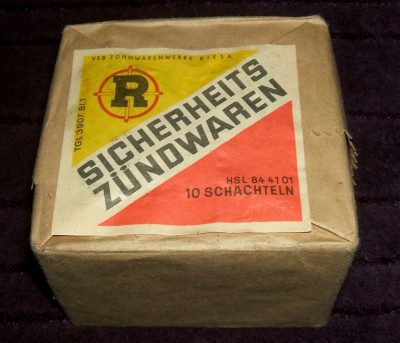 VEB ZÜNDWARENWERKE RIESA
R
TGL 3907 BL.1
SICHERHEITS
ZÜNDWAREN
HSL 84 41 01
10 SCHACHTELN